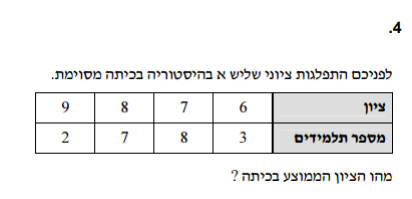 .4
לפניכם התפלגות ציוני שליש א בהיסטוריה בכיתה מסוימת.
ציון 6 7 8 9
מספר תלמידים 3 8 7 2
מהו הציון הממוצע בכיתה ?